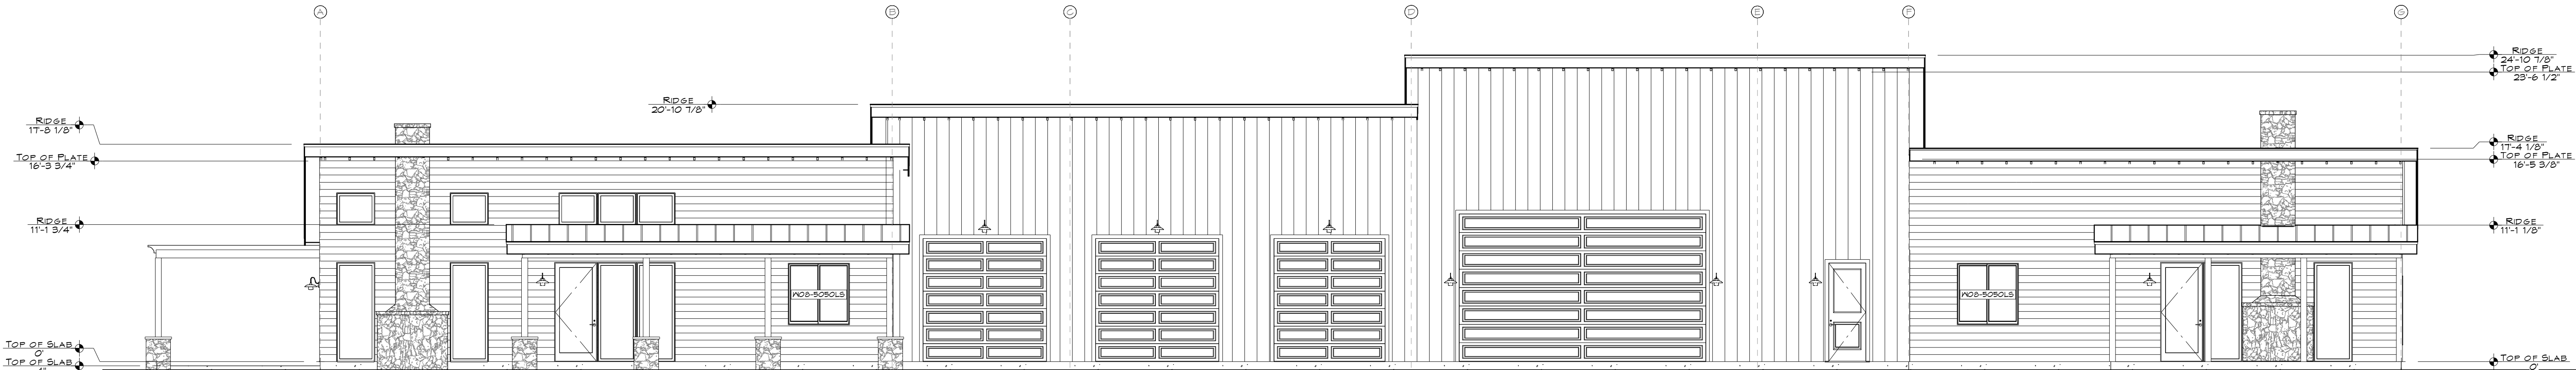 A B C D E F G
RIDGE
24'-10 7/8"
TOP OF PLATE
23'-6 1/2"
RIDGE
20'-10 7/8"
RIDGE
17'-8 1/8"
RIDGE
17'-4 1/8"
TOP OF PLATE
16'-3 3/4"
TOP OF PLATE
16'-5 3/8"
RIDGE
11'-1 3/4"
RIDGE
11'-1 1/8"
W08-5050LS
W08-5050LS
TOP OF SLAB
0'
TOP OF SLAB
TOP OF SLAB
0'